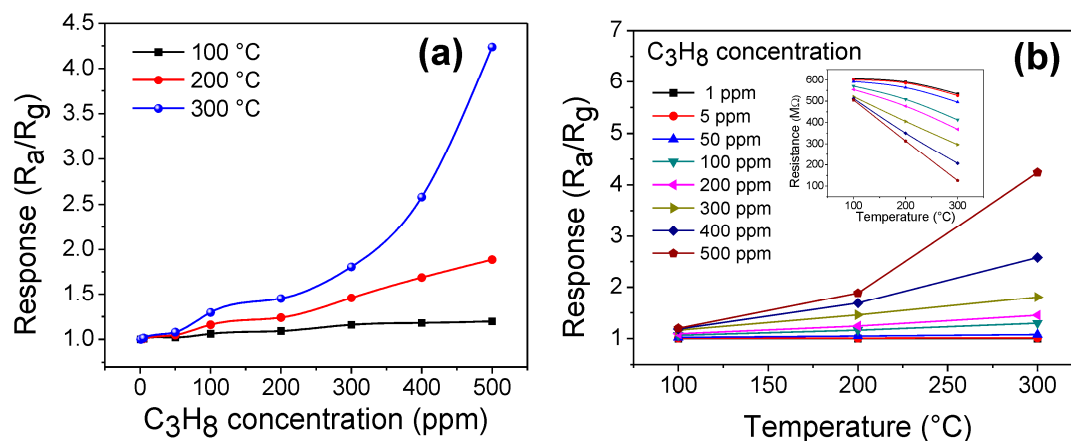 (a)
100 °C
200 °C
300 °C
4.5
4.0
3.5
3.0
2.5
2.0
1.5
1.0
Response (Ra/Rg)
0 100 200 300 400 500
C3H8 concentration (ppm)
(b)
C3H8 concentration
1 ppm
5 ppm
50 ppm
100 ppm
200 ppm
300 ppm
400 ppm
500 ppm
7
6
5
4
3
2
1
Response (Ra/Rg)
100 150 200 250 300
Temperature (°C)
600
500
400
300
200
100
Resistance (MΩ)
100 200 300
Temperature (°C)